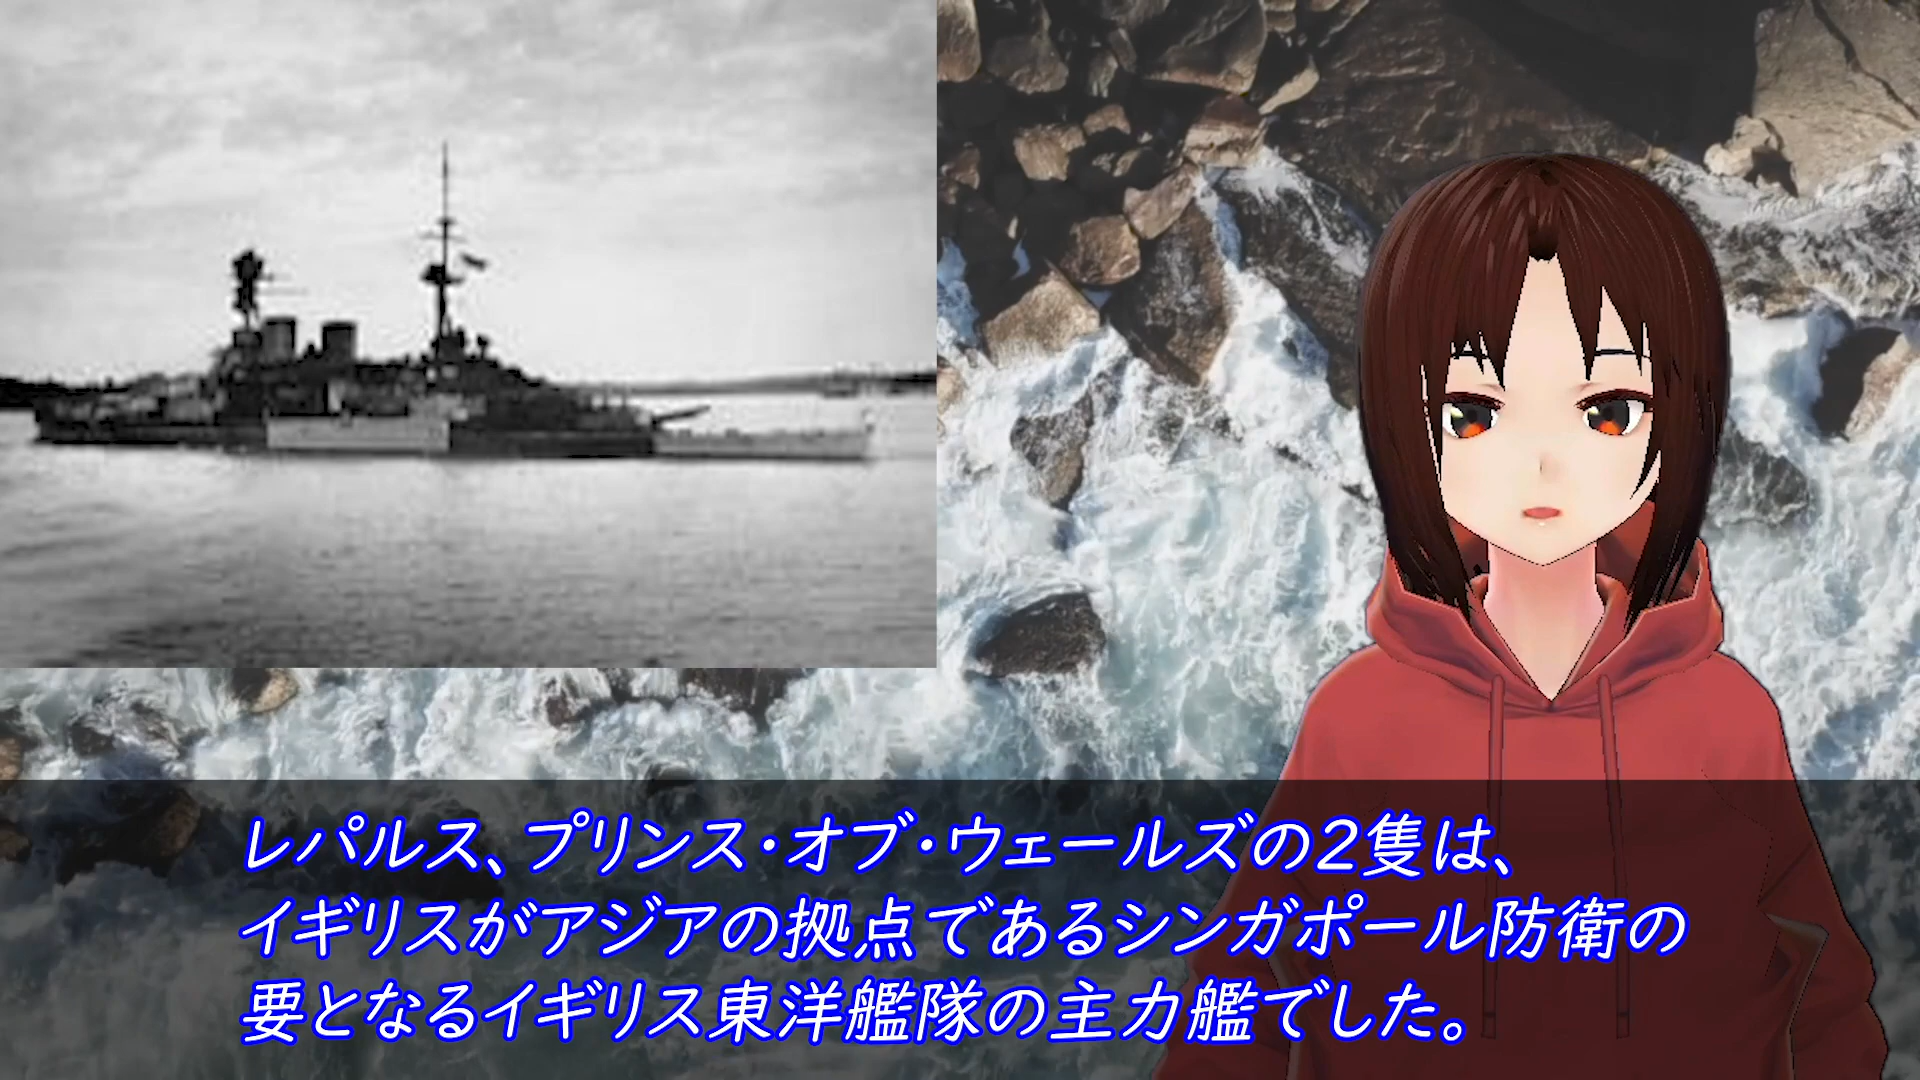 レパルス、プリンス・オブ・ウェールズの2隻は、
イギリスがアジアの拠点であるシンガポール防衛の
要となるイギリス東洋艦隊の主力艦でした。